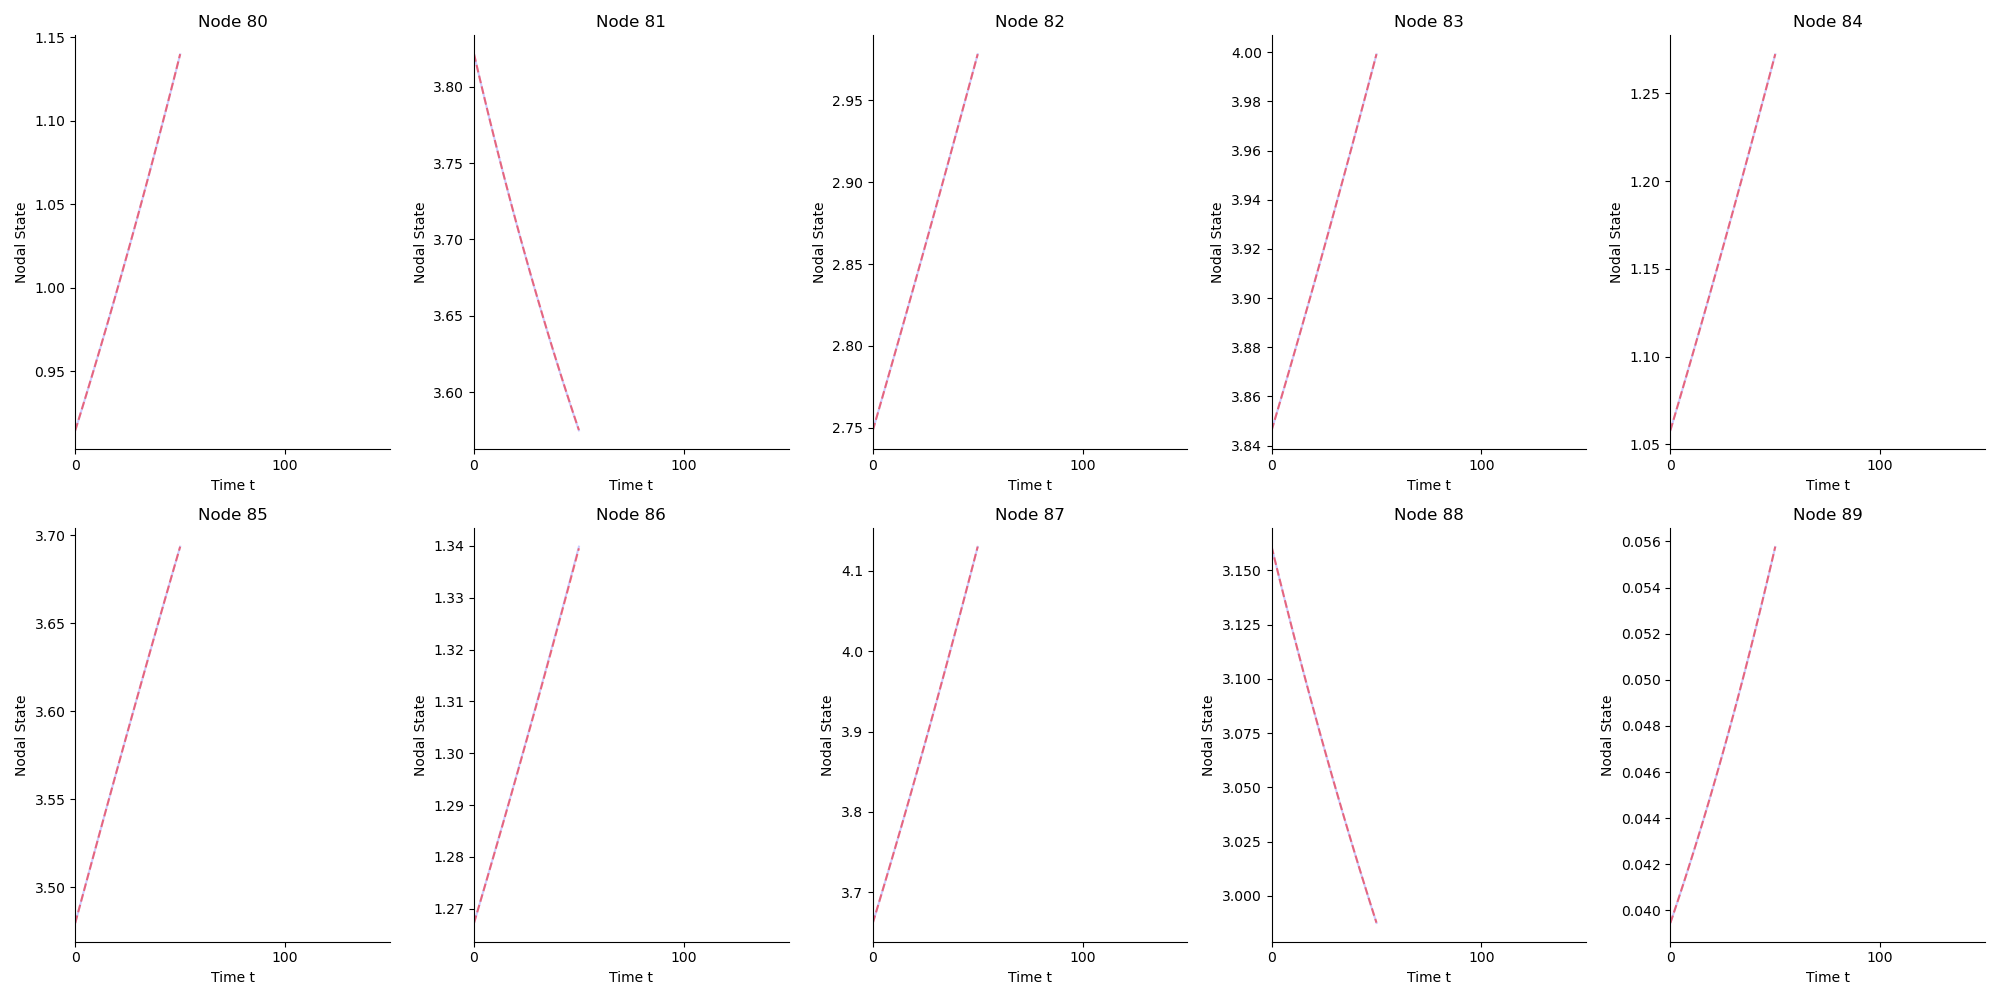 Node 80
1.15
1.10
1.05
1.00
0.95
Nodal State
0
100
Time t
Node 81
3.80
3.75
3.70
3.65
3.60
Nodal State
0
100
Time t
Node 82
2.95
2.90
2.85
2.80
2.75
Nodal State
0
100
Time t
Node 83
4.00
3.98
3.96
3.94
3.92
3.90
3.88
3.86
3.84
Nodal State
0
100
Time t
Node 84
1.25
1.20
1.15
1.10
1.05
Nodal State
0
100
Time t
Node 85
3.70
3.65
3.60
3.55
3.50
Nodal State
0
100
Time t
Node 86
1.34
1.33
1.32
1.31
1.30
1.29
1.28
1.27
Nodal State
0
100
Time t
Node 87
4.1
4.0
3.9
3.8
3.7
Nodal State
0
100
Time t
Node 88
3.150
3.125
3.100
3.075
3.050
3.025
3.000
Nodal State
0
100
Time t
Node 89
0.056
0.054
0.052
0.050
0.048
0.046
0.044
0.042
0.040
Nodal State
0
100
Time t